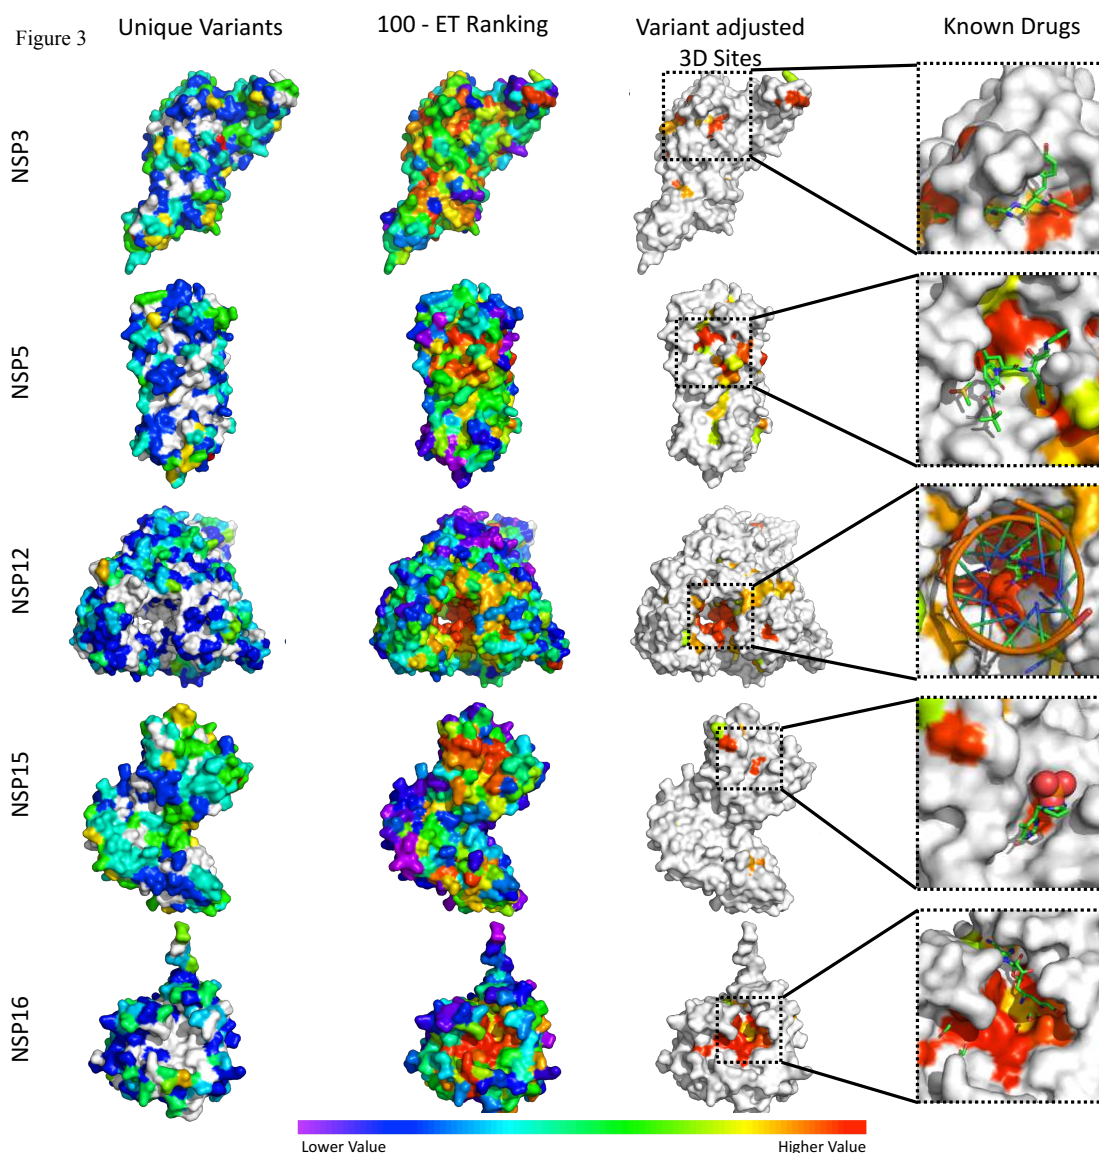 Figure 3
Unique Variants
100 - ET Ranking
Variant adjusted
3D Sites
Known Drugs
NSP3
NSP5
NSP12
NSP15
NSP16
Lower Value
Higher Value